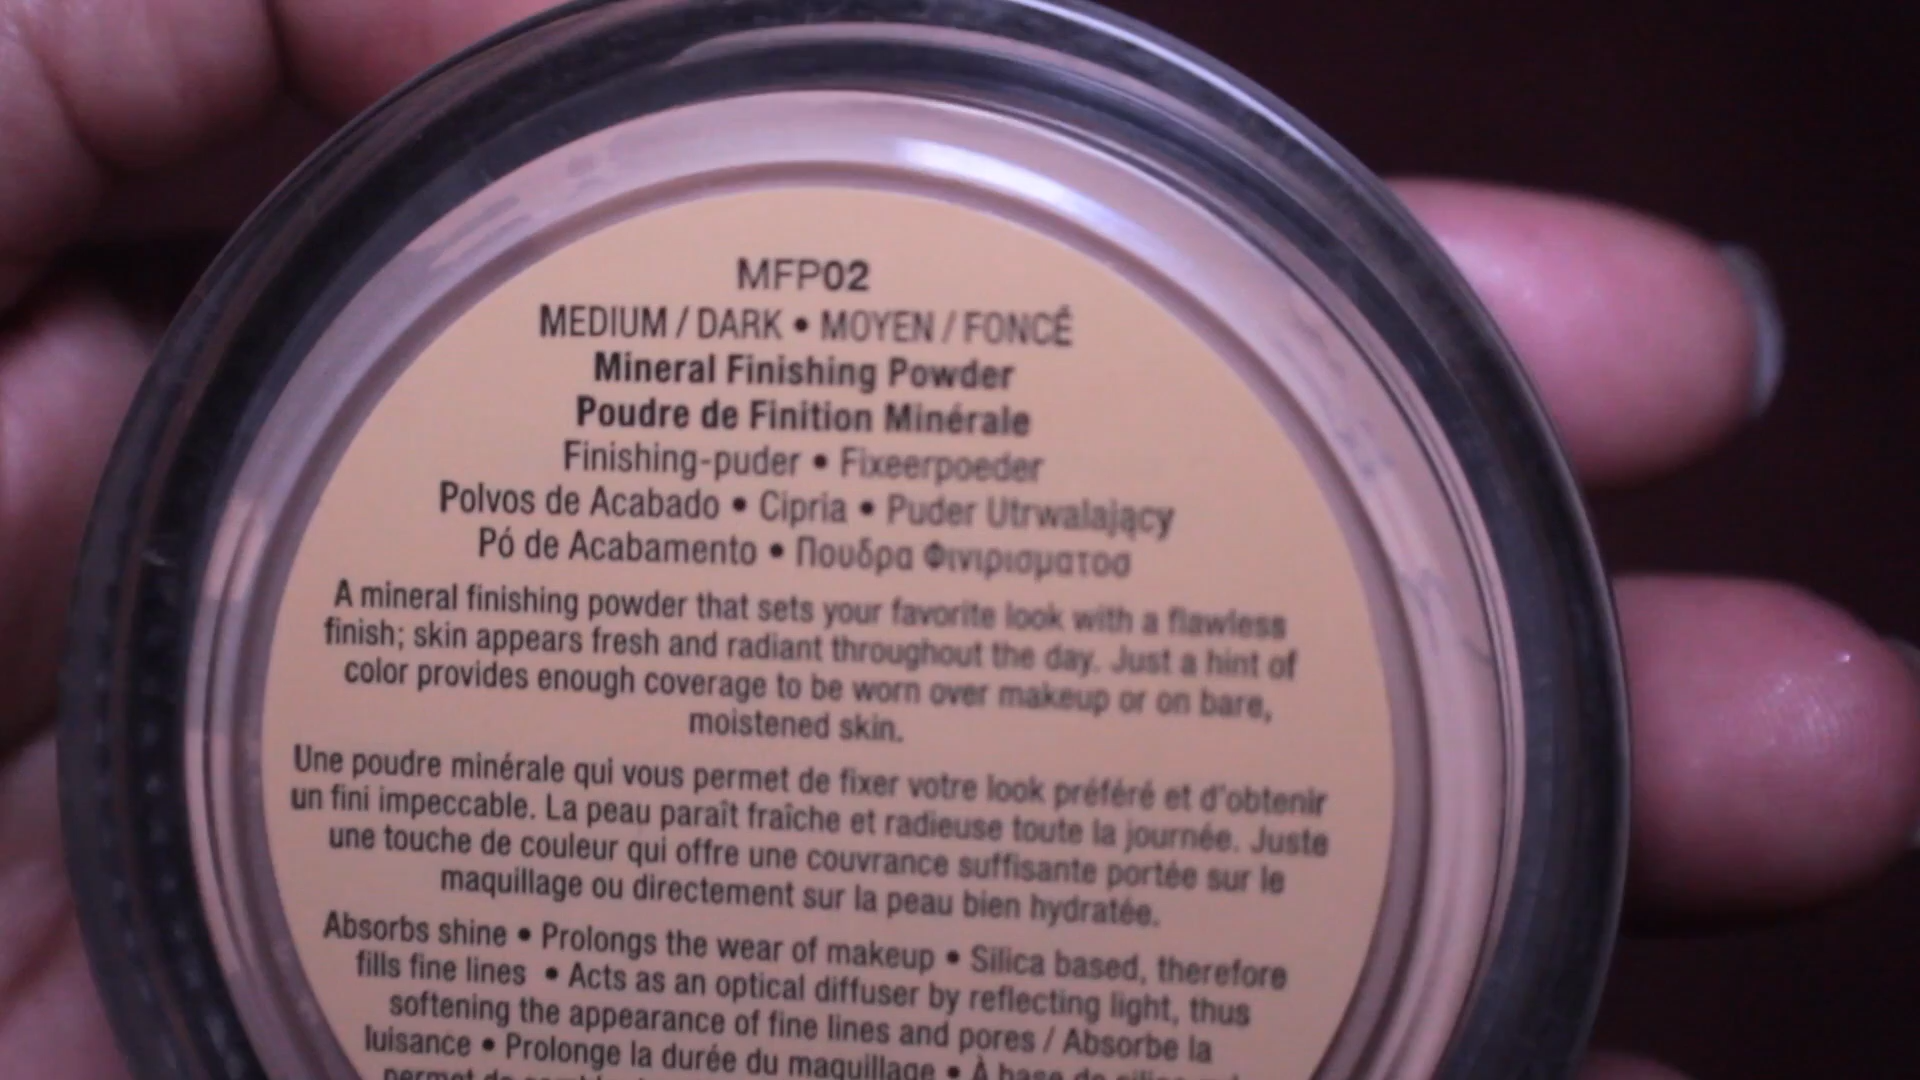 MFP02
MEDIUM / DARK • MOYEN / FONCÉ
Mineral Finishing Powder
Poudre de Finition Minérale
Finishing-puder • Fixeerpoeder
Polvos de Acabado • Cipria • Puder Utrwalający
Pó de Acabamento • Πουδρα Φινιρισματοσ
A mineral finishing powder that sets your favorite look with a flawless
finish; skin appears fresh and radiant throughout the day. Just a hint of
color provides enough coverage to be worn over makeup or on bare,
moistened skin.
Une poudre minérale qui vous permet de fixer votre look préféré et d'obtenir
un fini impeccable. La peau paraît fraîche et radieuse toute la journée. Juste
une touche de couleur qui offre une couvrance suffisante portée sur le
maquillage ou directement sur la peau bien hydratée.
Absorbs shine • Prolongs the wear of makeup • Silica based, therefore
fills fine lines • Acts as an optical diffuser by reflecting light, thus
softening the appearance of fine lines and pores / Absorbe la
luisance • Prolonge la durée du maquillage • À base de
permet de